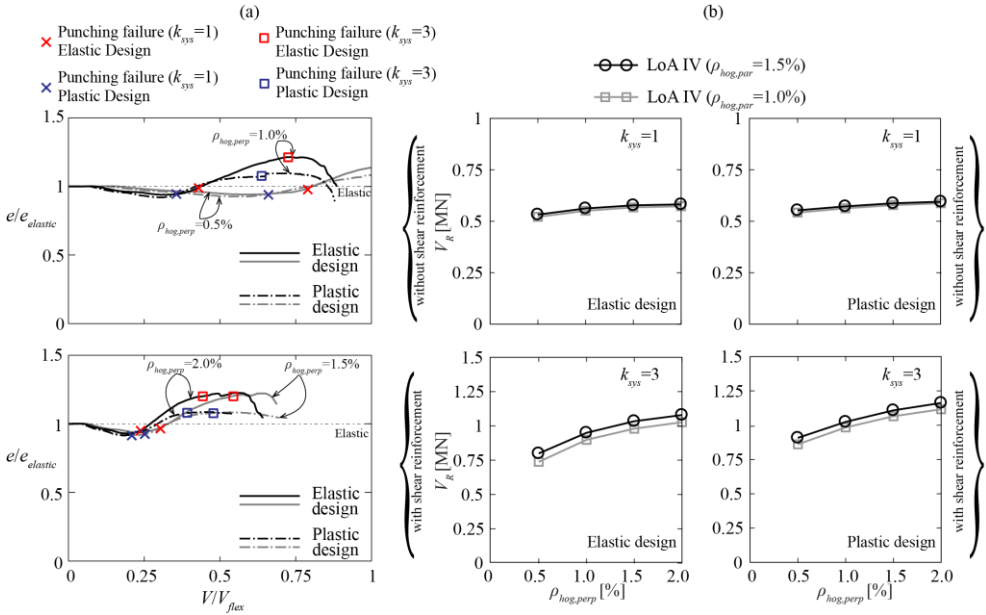 (a)
Punching failure (k_sys=1)
Elastic Design
Punching failure (k_sys=3)
Elastic Design
Punching failure (k_sys=1)
Plastic Design
Punching failure (k_sys=3)
Plastic Design
1.5
1
0.5
0
e/e_elastic
ρ_hog,perp=1.0%
Elastic
ρ_hog,perp=0.5%
Elastic
design
Plastic
design
1.5
1
0.5
0
e/e_elastic
ρ_hog,perp=2.0%
ρ_hog,perp=1.5%
Elastic
Elastic
design
Plastic
design
0
0.25
0.5
0.75
1
V/V_flex
(b)
LoA IV (ρ_hog,par=1.5%)
LoA IV (ρ_hog,par=1.0%)
without shear reinforcement
V_R [MN]
1
0.75
0.5
0.25
0
k_sys=1
Elastic design
1
0.75
0.5
0.25
0
k_sys=1
Plastic design
without shear reinforcement
with shear reinforcement
V_R [MN]
1.25
1
0.75
0.5
0.25
0
k_sys=3
Elastic design
0
0.5
1.0
1.5
2.0
ρ_hog,perp [%]
1.25
1
0.75
0.5
0.25
0
k_sys=3
Plastic design
0
0.5
1.0
1.5
2.0
ρ_hog,perp [%]
with shear reinforcement